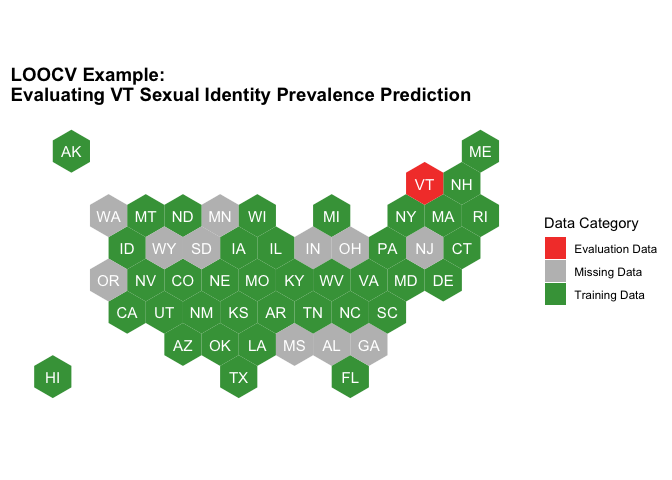 LOOCV Example:
Evaluating VT Sexual Identity Prevalence Prediction
AK ME
VT NH
WA MT ND MN WI MI NY MA RI
ID WY SD IA IL IN OH PA NJ CT
OR NV CO NE MO KY WV VA MD DE
CA UT NM KS AR TN NC SC
AZ OK LA MS AL GA
HI TX FL
Data Category
Evaluation Data
Missing Data
Training Data